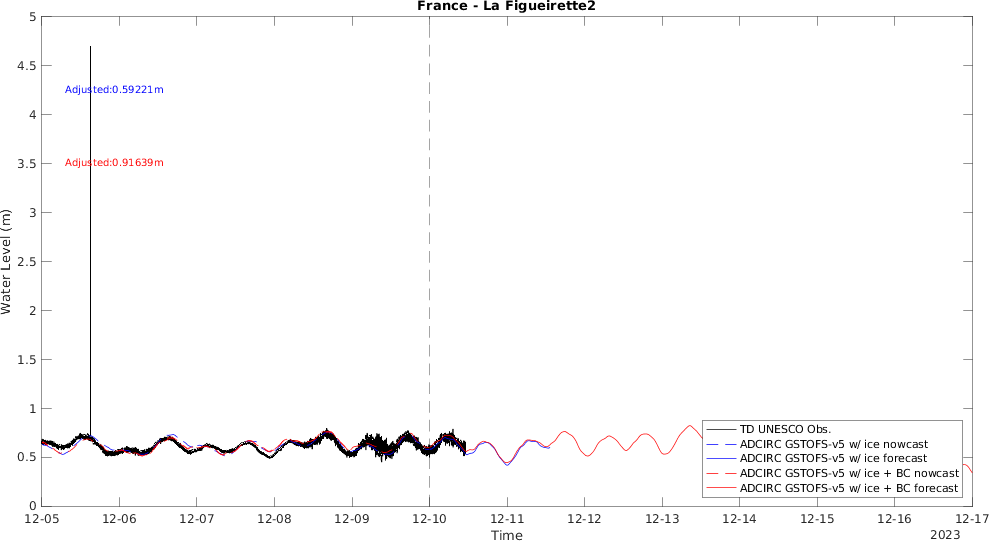 France - La Figueirette2
5
4.5
4
3.5
3
2.5
2
1.5
1
0.5
0
Water Level (m)
Adjusted:0.59221m
Adjusted:0.91639m
TD UNESCO Obs.
ADCIRC GSTOFS-v5 w/ ice nowcast
ADCIRC GSTOFS-v5 w/ ice forecast
ADCIRC GSTOFS-v5 w/ ice + BC nowcast
ADCIRC GSTOFS-v5 w/ ice + BC forecast
12-05 12-06 12-07 12-08 12-09 12-10 12-11 12-12 12-13 12-14 12-15 12-16 12-17
Time
2023